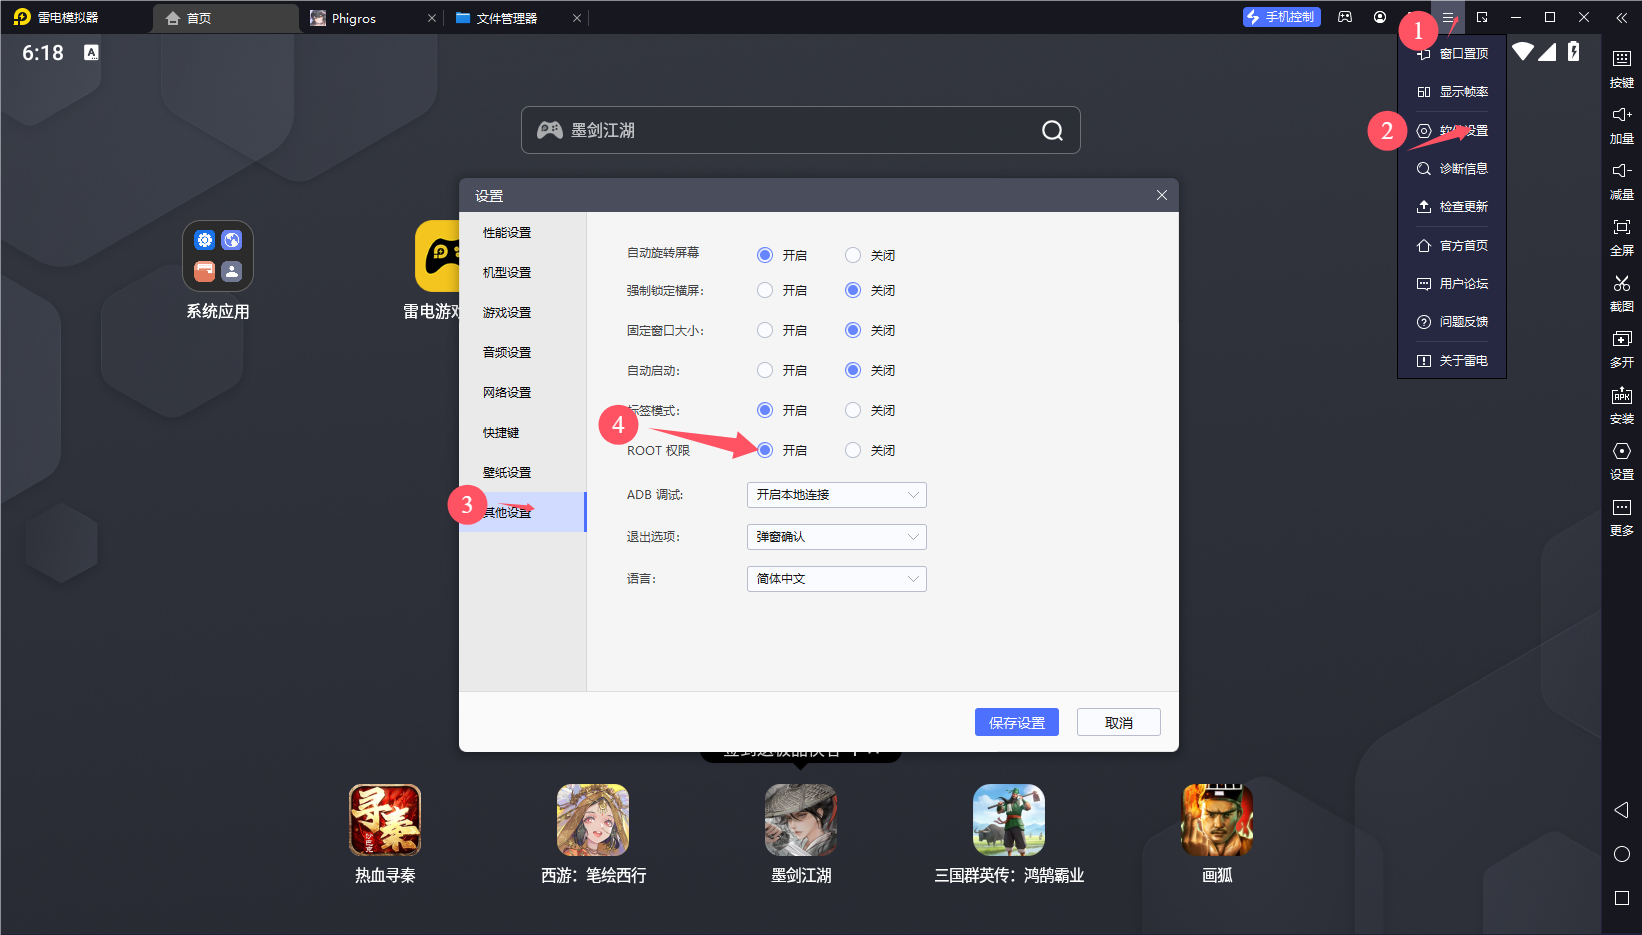 雷电模拟器
首页
Phigros
文件管理器
手机控制
6:18
A
墨剑江湖
1
窗口置顶
60 显示帧率
2
软件设置
诊断信息
检查更新
官方首页
用户论坛
问题反馈
关于雷电
按键
加量
减量
全屏
截图
多开
APK
安装
设置
更多
系统应用
雷电游戏
设置
性能设置
机型设置
游戏设置
音频设置
网络设置
快捷键
壁纸设置
3
其他设置
自动旋转屏幕 开启 关闭
强制锁定横屏: 开启 关闭
固定窗口大小: 开启 关闭
自动启动: 开启 关闭
标签模式: 开启 关闭
4
ROOT 权限 开启 关闭
ADB 调试: 开启本地连接
退出选项: 弹窗确认
语言: 简体中文
保存设置 取消
热血寻秦
西游：笔绘西行
墨剑江湖
三国群英传：鸿鹄霸业
画狐